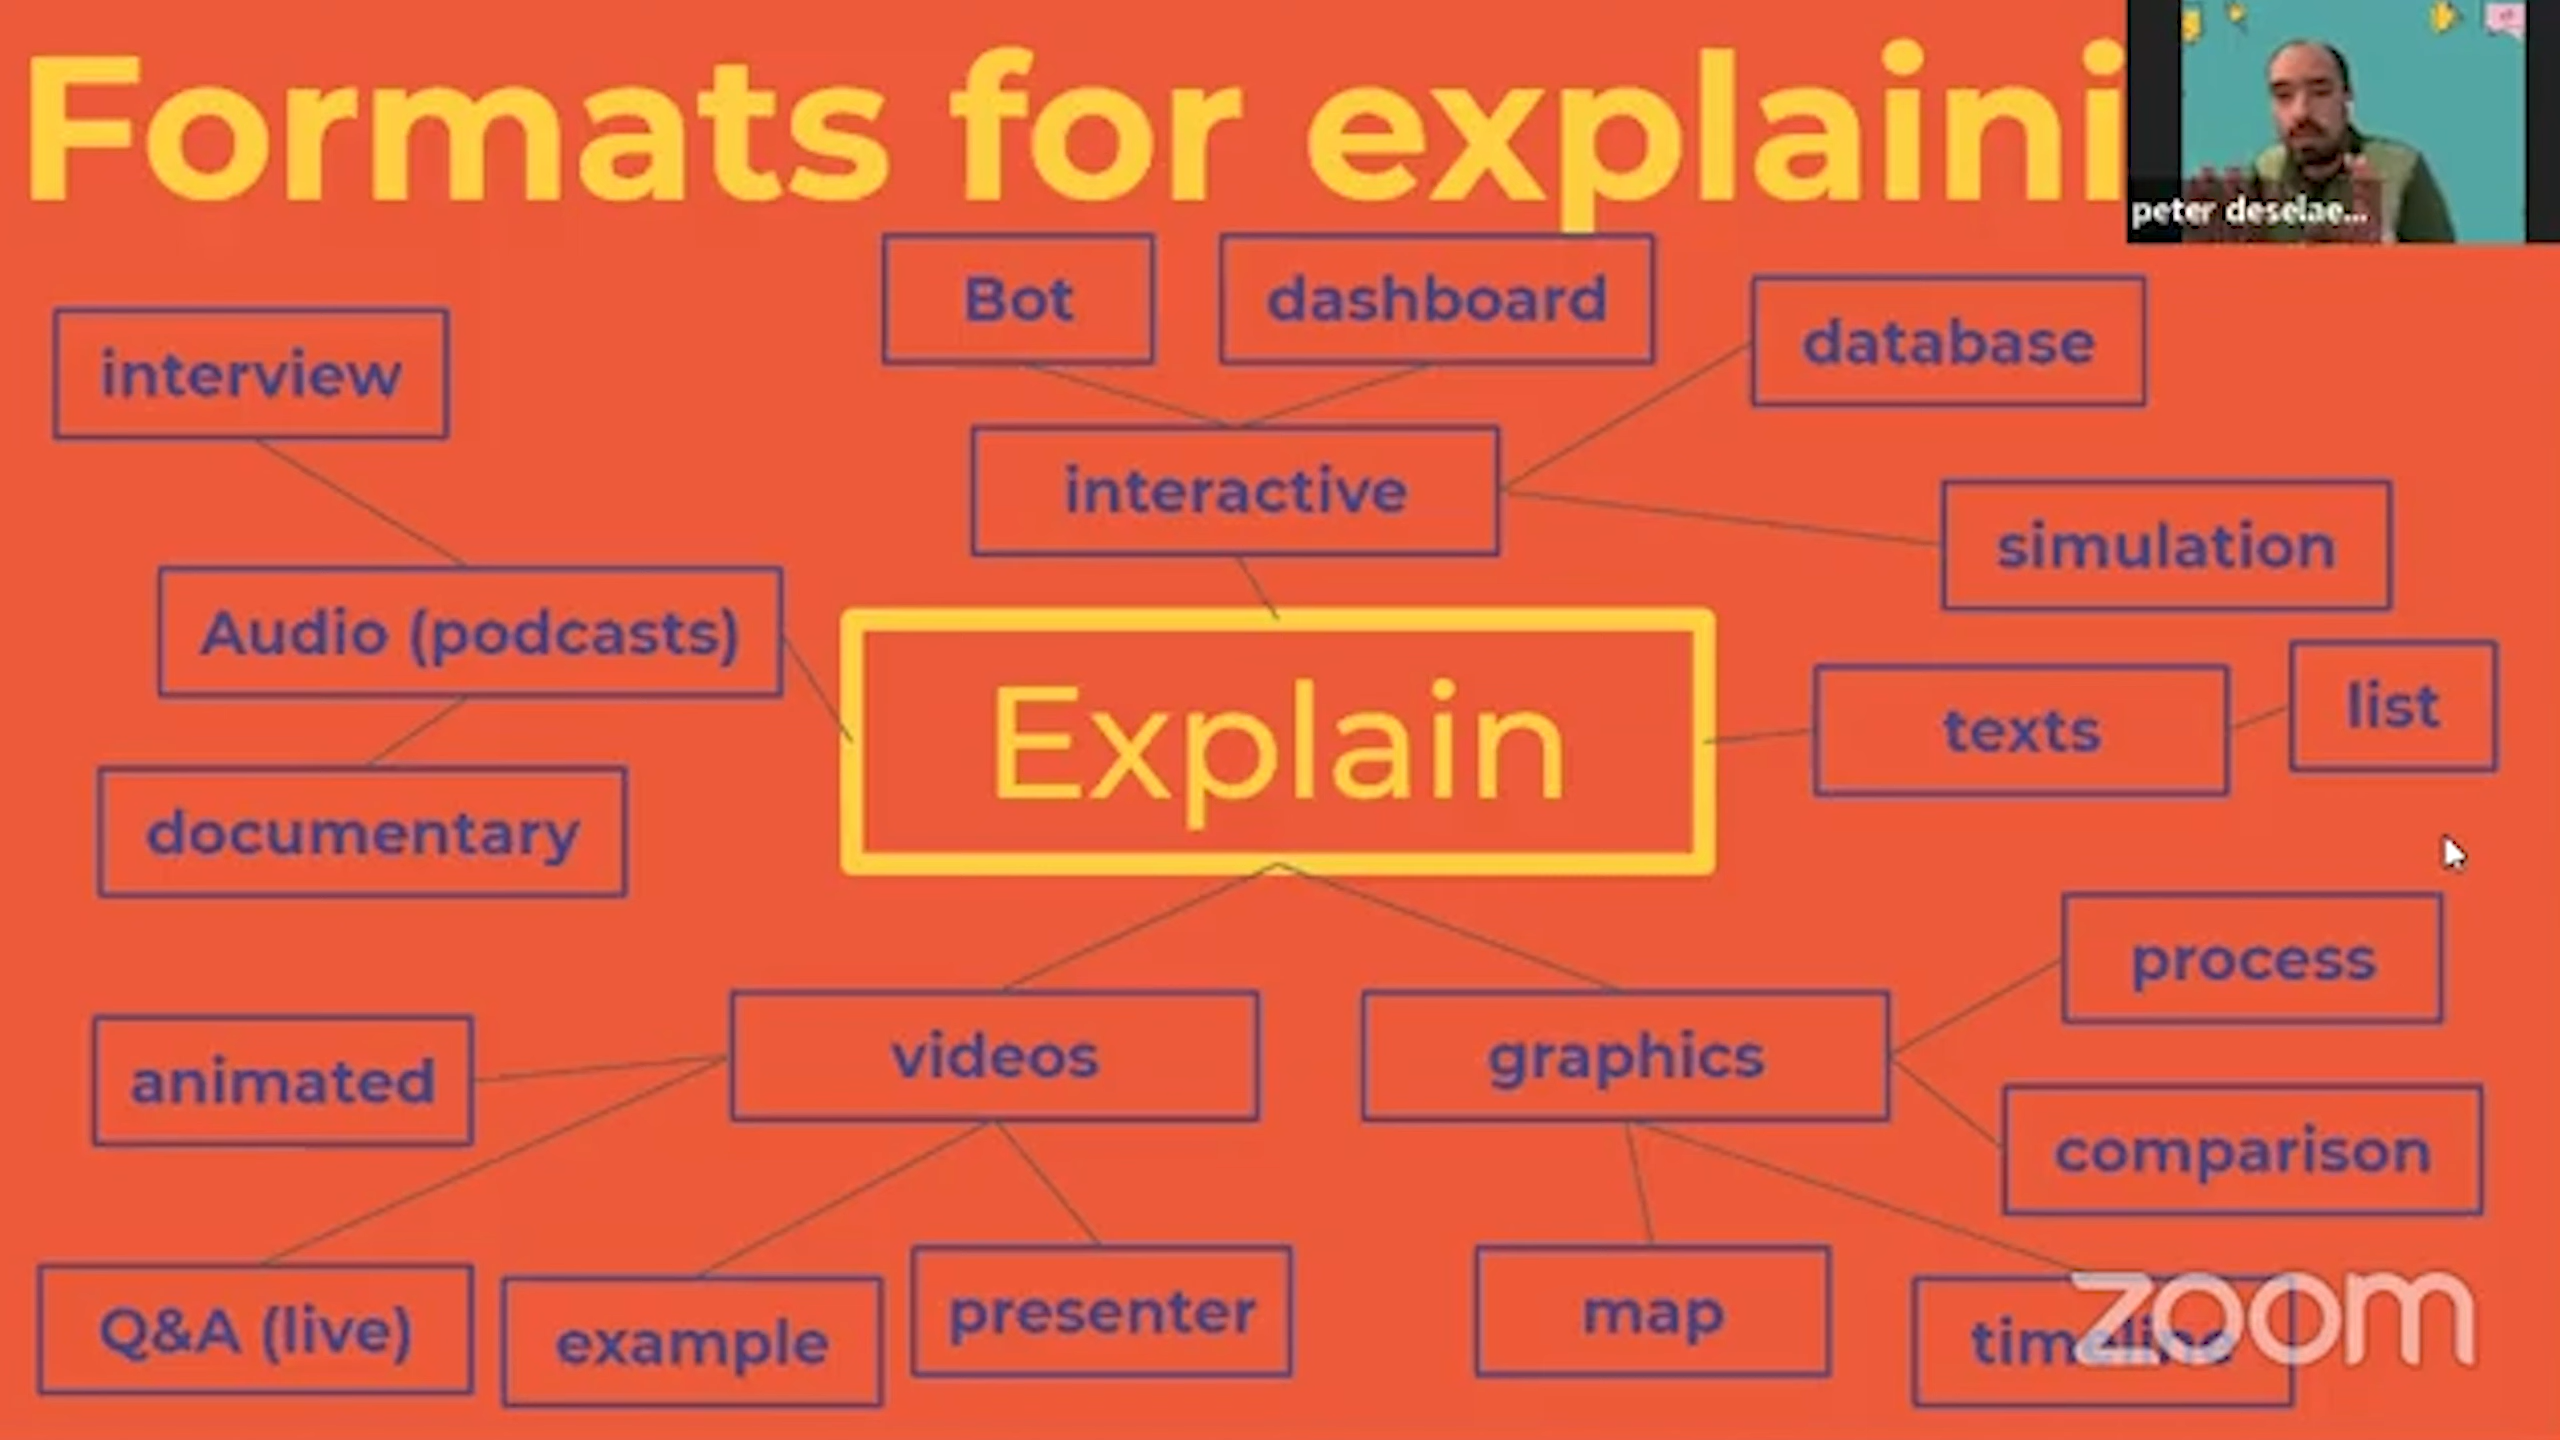 Formats for explaini
peter deselae...
Bot
dashboard
database
interview
interactive
simulation
Audio (podcasts)
Explain
texts
list
documentary
process
videos
graphics
animated
comparison
Q&A (live)
example
presenter
map
timeline
zoom